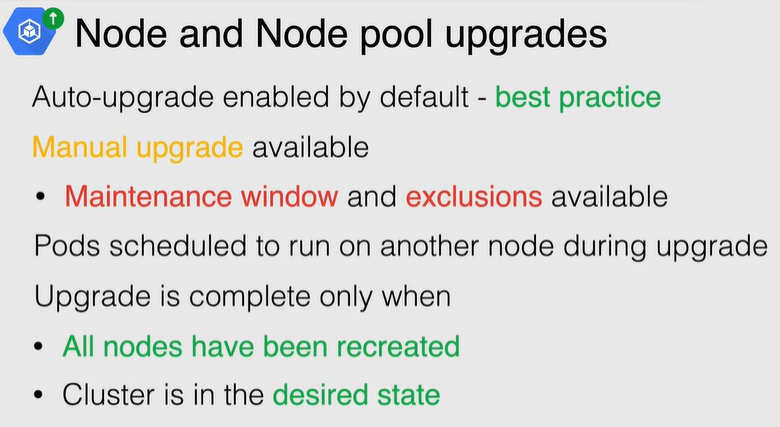 Node and Node pool upgrades
Auto-upgrade enabled by default - best practice
Manual upgrade available
• Maintenance window and exclusions available
Pods scheduled to run on another node during upgrade
Upgrade is complete only when
• All nodes have been recreated
• Cluster is in the desired state